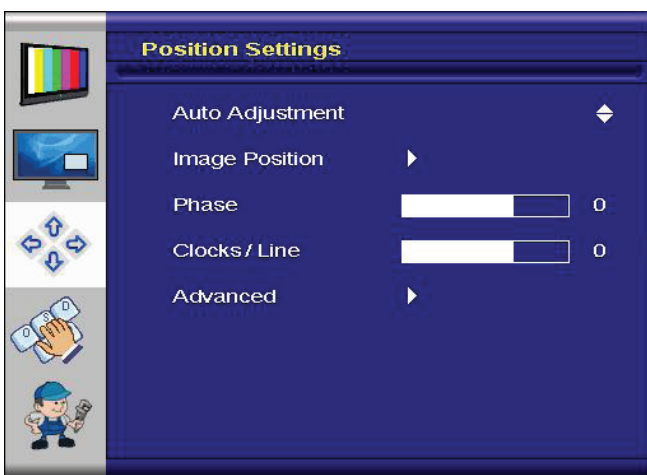 Position Settings
Auto Adjustment
Image Position
Phase 0
Clocks / Line 0
Advanced
O S D